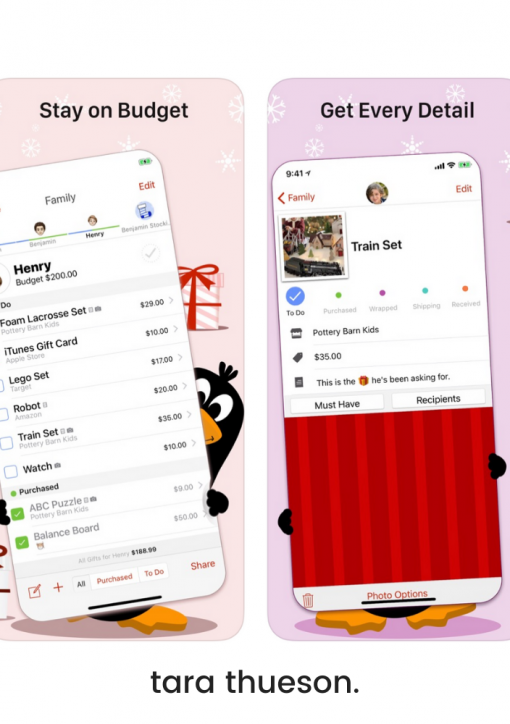 Stay on Budget
Family
Edit
Benjamin
Henry
Benjamin Stocki
Henry
Budget $200.00
Do
Foam Lacrosse Set
Pottery Barn Kids
$29.00
iTunes Gift Card
Apple Store
$10.00
Lego Set
Target
$17.00
Robot
Amazon
$20.00
Train Set
Pottery Barn Kids
$35.00
Watch
$10.00
Purchased
ABC Puzzle
Pottery Barn Kids
$9.00
Balance Board
$50.00
All Gifts for Henry $188.99
All Purchased To Do Share
Get Every Detail
9:41
Family
Edit
Train Set
To Do Purchased Wrapped Shipping Received
Pottery Barn Kids
$35.00
This is the 🎁 he's been asking for.
Must Have Recipients
Photo Options
tara thueson.